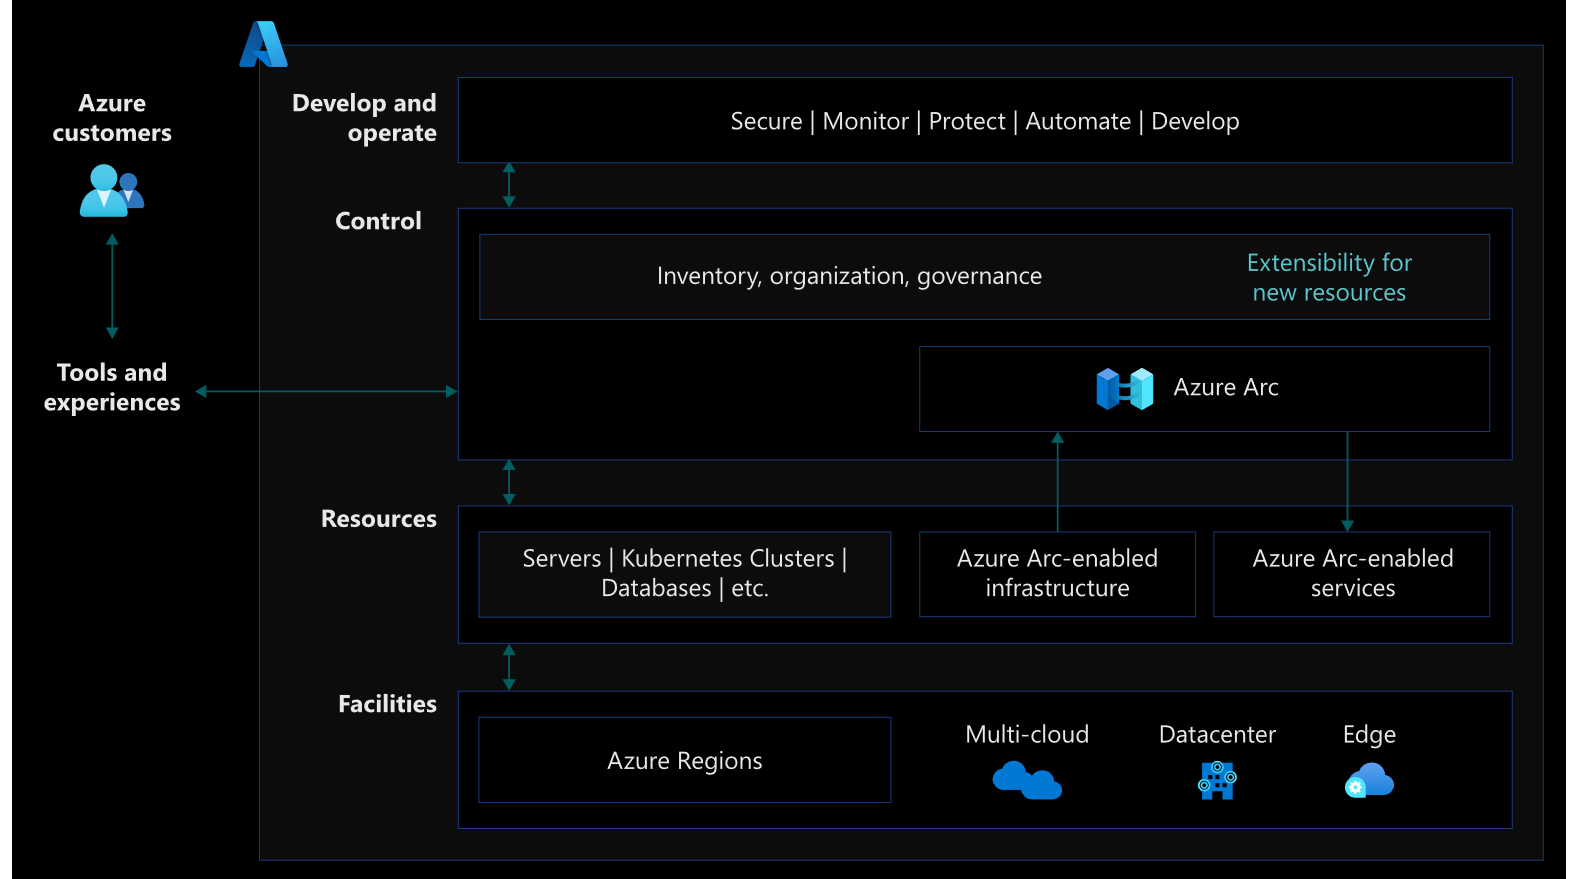 Azure
customers
Tools and
experiences
Develop and
operate
Secure | Monitor | Protect | Automate | Develop
Control
Inventory, organization, governance
Extensibility for
new resources
Azure Arc
Resources
Servers | Kubernetes Clusters |
Databases | etc.
Azure Arc-enabled
infrastructure
Azure Arc-enabled
services
Facilities
Azure Regions
Multi-cloud
Datacenter
Edge